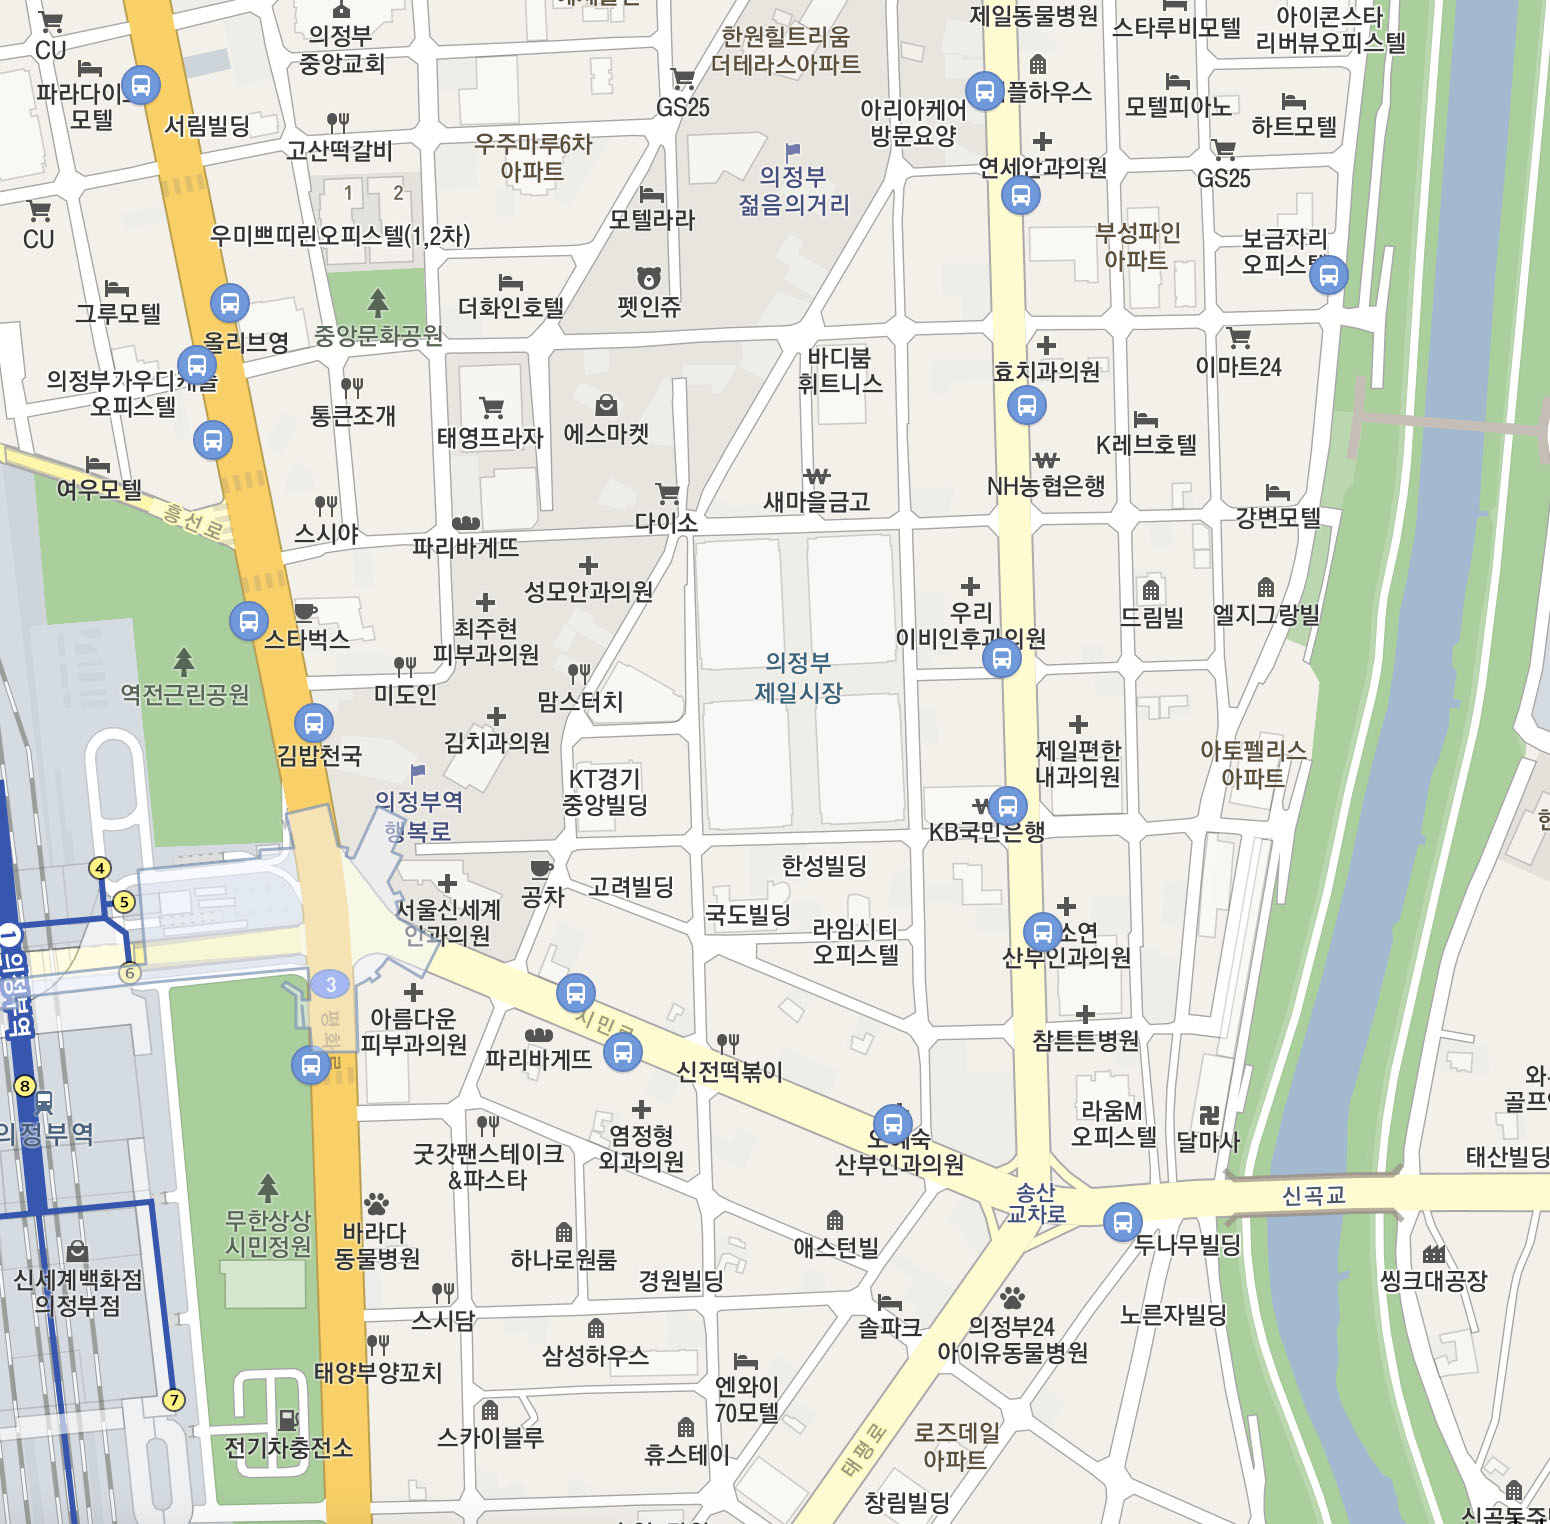 CU
파라다이
모텔
서림빌딩
의정부
중앙교회
한원힐트리움
더테라스아파트
GS25
제일동물병원
스타루비모텔
아이콘스타
리버뷰오피스텔
플하우스
모텔피아노
하트모텔
아리아케어
방문요양
고산떡갈비
우주마루6차
아파트
의정부
젊음의거리
연세안과의원
GS25
1
2
CU
우미쁘띠린오피스텔(1,2차)
모텔라라
부성파인
아파트
보금자리
오피스텔
그루모텔
더화인호텔
펫인쥬
올리브영
중앙문화공원
의정부가우디캐슬
오피스텔
바디붐
휘트니스
효치과의원
이마트24
통큰조개
태영프라자
에스마켓
K레브호텔
여우모텔
흥선로
스시야
파리바게뜨
다이소
새마을금고
NH농협은행
강변모텔
성모안과의원
최주현
피부과의원
우리
이비인후과의원
드림빌
엘지그랑빌
스타벅스
역전근린공원
미도인
맘스터치
의정부
제일시장
김밥천국
김치과의원
제일편한
내과의원
아토펠리스
아파트
KT경기
중앙빌딩
의정부역
행복로
KB국민은행
4
5
6
1
의정부역
3
평화로
서울신세계
안과의원
공차
고려빌딩
한성빌딩
국도빌딩
라임시티
오피스텔
소연
산부인과의원
아름다운
피부과의원
시민로
파리바게뜨
신전떡볶이
참튼튼병원
8
의정부역
굿갓팬스테이크
&파스타
염정형
외과의원
산부인과의원
라움M
오피스텔
달마사
와
골프
태산빌딩
무한상상
시민정원
바라다
동물병원
하나로원룸
애스턴빌
송산
교차로
신곡교
두나무빌딩
신세계백화점
의정부점
스시담
경원빌딩
솔파크
의정부24
아이유동물병원
노른자빌딩
씽크대공장
태양부양꼬치
삼성하우스
엔와이
70모텔
7
전기차충전소
스카이블루
휴스테이
태평로
로즈데일
아파트
창림빌딩
신곡동주